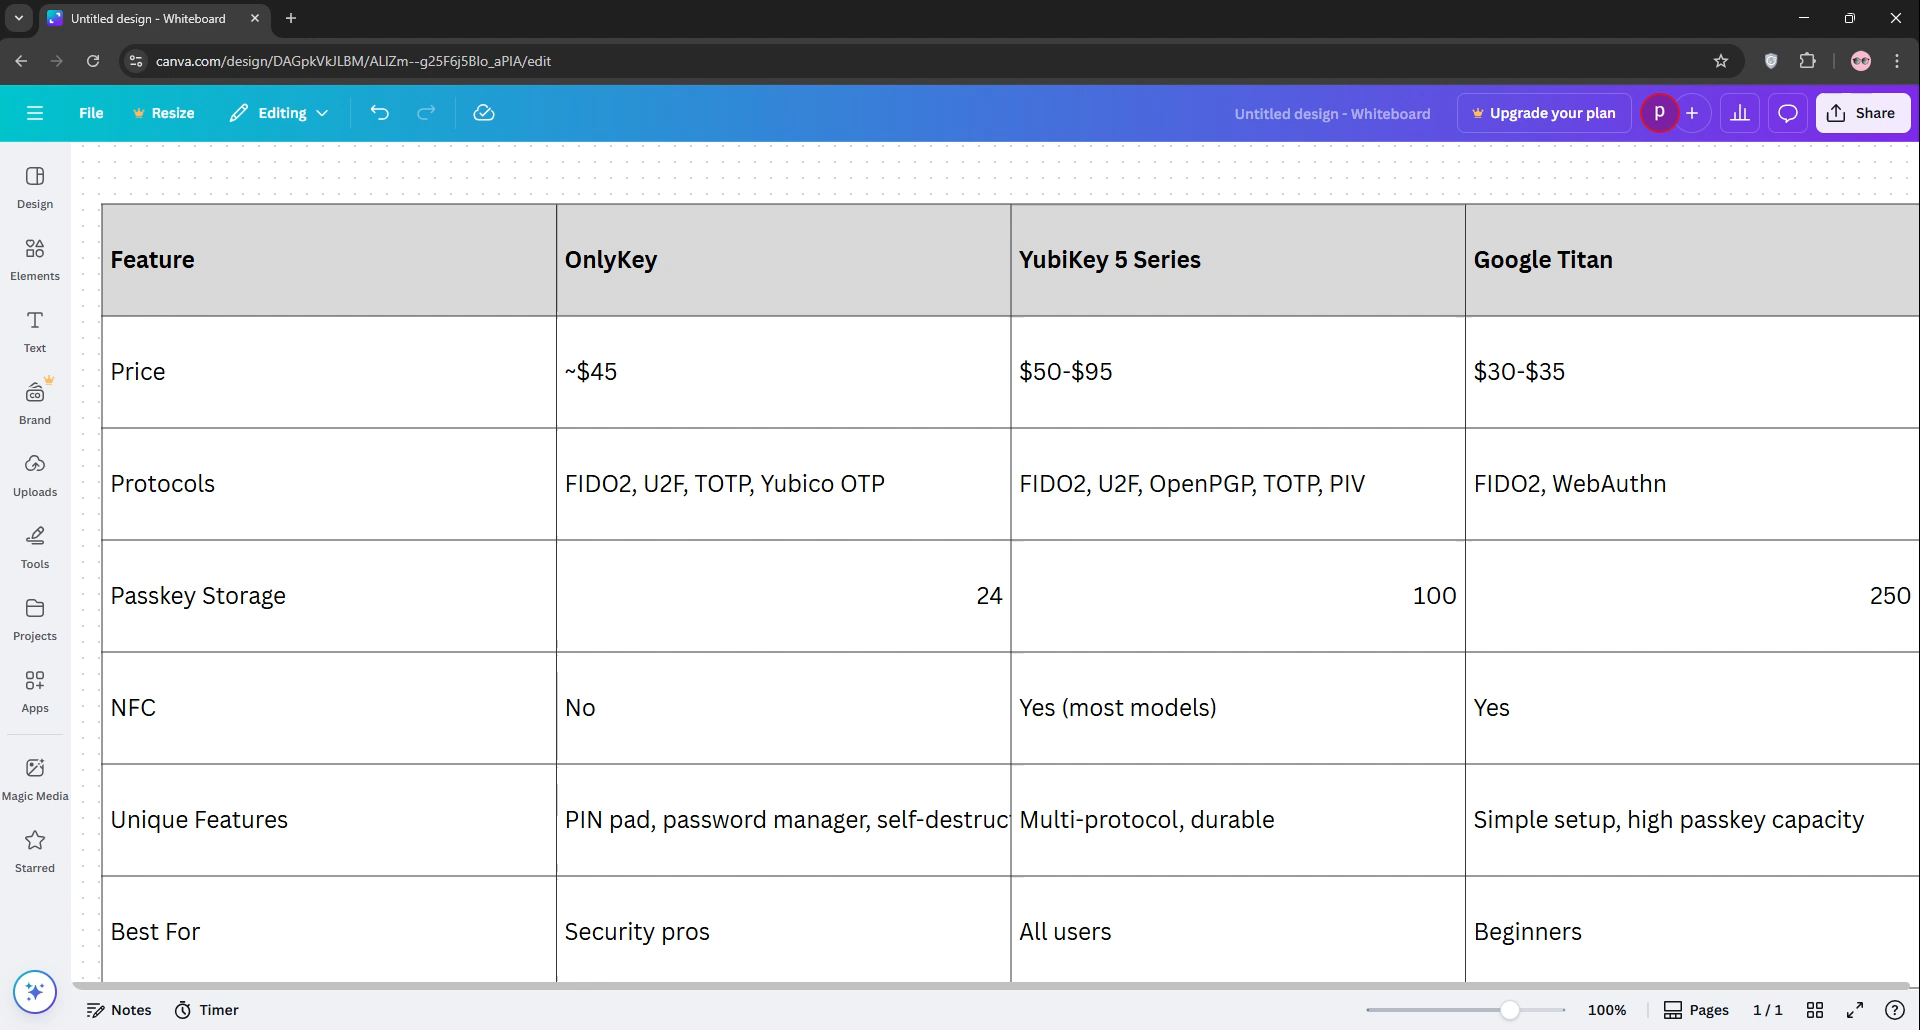 Untitled design - Whiteboard
canva.com/design/DAGpkVkJLBM/ALIZm--g25F6j5Blo_aPIA/edit
File Resize Editing Untitled design - Whiteboard Upgrade your plan P Share
Design
Elements
Text
Brand
Uploads
Tools
Projects
Apps
Magic Media
Starred
Feature OnlyKey YubiKey 5 Series Google Titan
Price ~$45 $50-$95 $30-$35
Protocols FIDO2, U2F, TOTP, Yubico OTP FIDO2, U2F, OpenPGP, TOTP, PIV FIDO2, WebAuthn
Passkey Storage 24 100 250
NFC No Yes (most models) Yes
Unique Features PIN pad, password manager, self-destruc Multi-protocol, durable Simple setup, high passkey capacity
Best For Security pros All users Beginners
Notes Timer 100% Pages 1/1